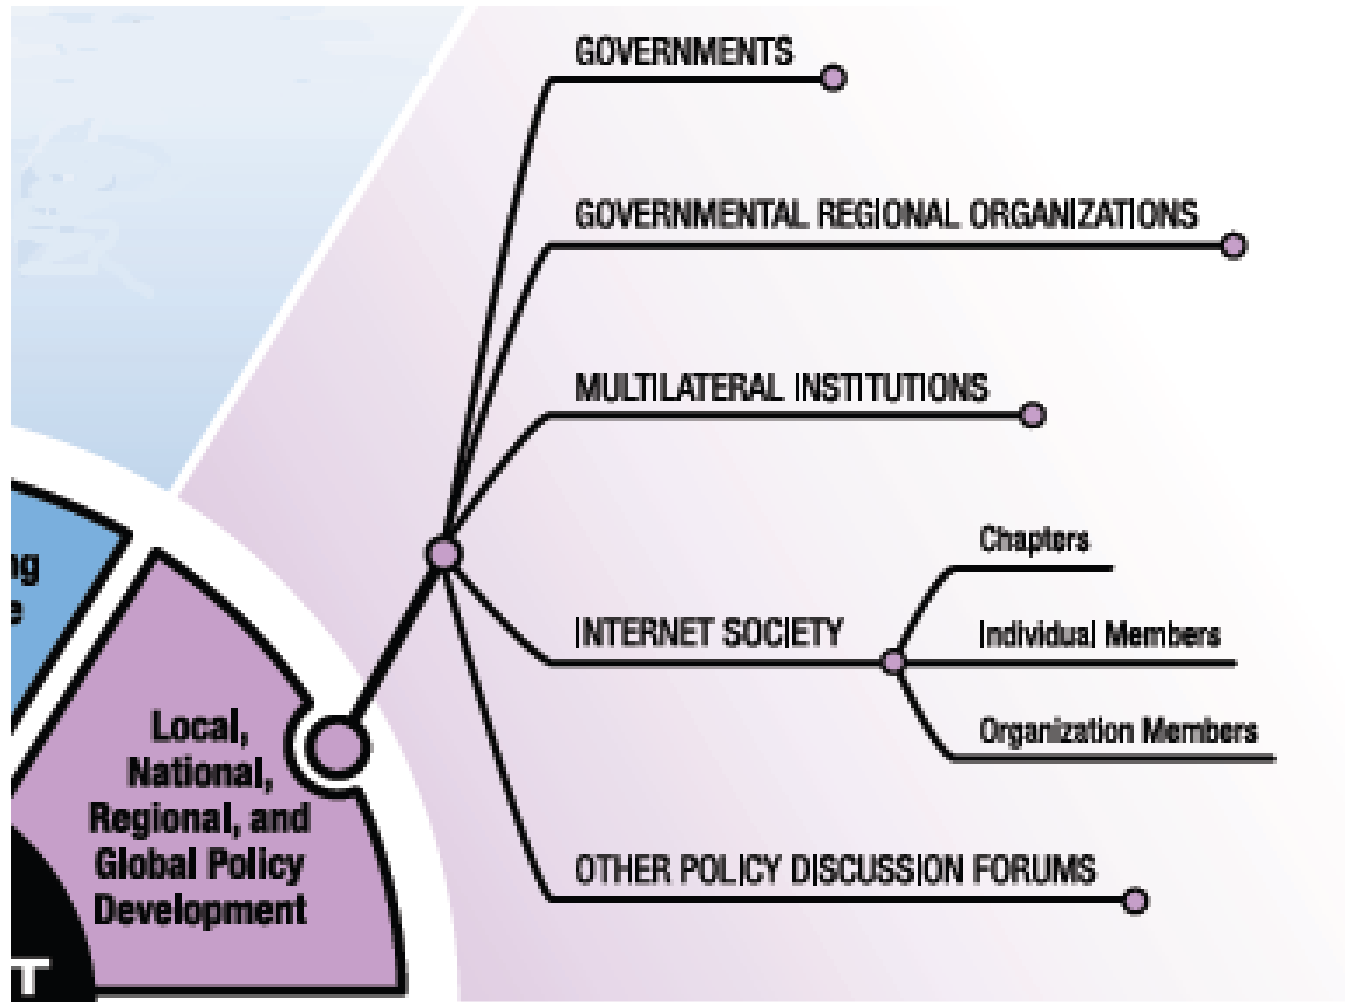 GOVERNMENTS
GOVERNMENTAL REGIONAL ORGANIZATIONS
MULTILATERAL INSTITUTIONS
Chapters
INTERNET SOCIETY
Individual Members
Organization Members
OTHER POLICY DISCUSSION FORUMS
Local,
National,
Regional, and
Global Policy
Development